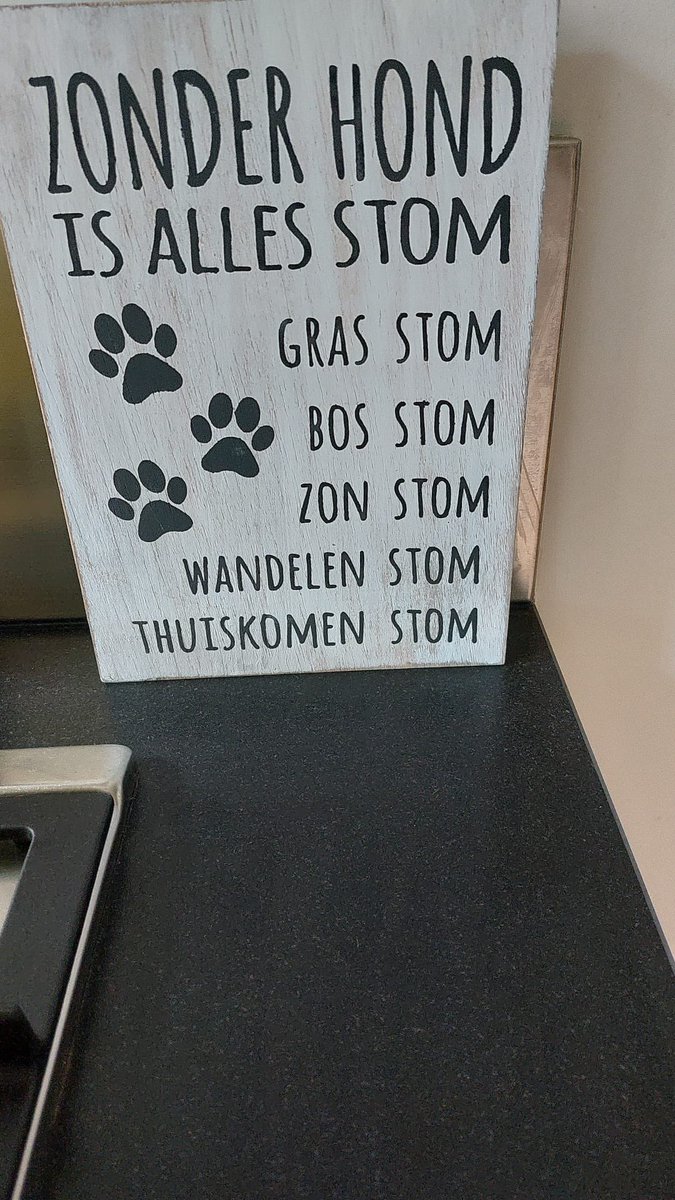 ZONDER HOND
IS ALLES STOM
GRAS STOM
BOS STOM
ZON STOM
WANDELEN STOM
THUISKOMEN STOM